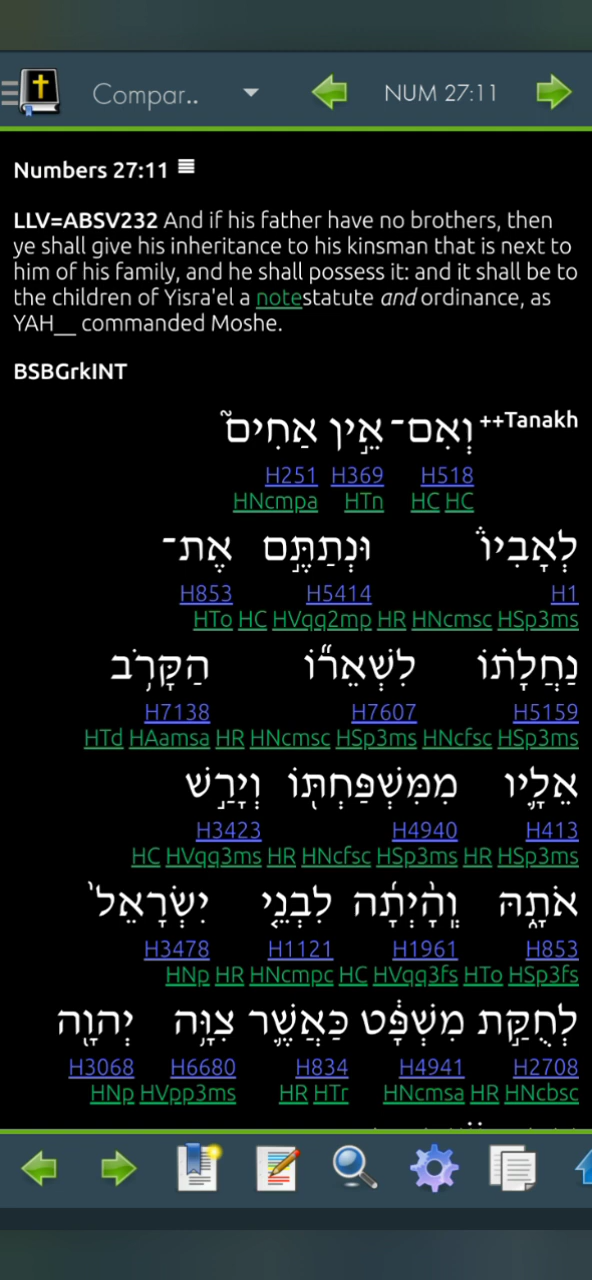 Compar..
NUM 27:11
Numbers 27:11
LLV=ABSV232 And if his father have no brothers, then
ye shall give his inheritance to his kinsman that is next to
him of his family, and he shall possess it: and it shall be to
the children of Yisra'el a notestatute and ordinance, as
YAH__ commanded Moshe.
BSBGrkINT
++Tanakh וְאִם־ אֵ֣ין אַחִים֮
H251 H369 H518
HNcmpa HTn HC HC
לְאָבִיו֒ וּנְתַתֶּ֣ם אֶת־
H853 H5414 H1
HTo HC HVqq2mp HR HNcmsc HSp3ms
נַחֲלָת֗וֹ לִשְׁאֵר֞וֹ הַקָּרֹ֥ב
H7138 H7607 H5159
HTd HAamsa HR HNcmsc HSp3ms HNcfsc HSp3ms
אֵלָ֛יו מִמִּשְׁפַּחְתּ֖וֹ וְיָרַ֣שׁ
H3423 H4940 H413
HC HVqq3ms HR HNcfsc HSp3ms HR HSp3ms
אֹתָ֑הּ וְֽהָ֨יְתָ֜ה לִבְנֵ֤י יִשְׂרָאֵל֙
H3478 H1121 H1961 H853
HNp HR HNcmpc HC HVqq3fs HTo HSp3fs
לְחֻקַּ֣ת מִשְׁפָּ֔ט כַּאֲשֶׁ֛ר צִוָּ֥ה יְהוָ֖ה
H3068 H6680 H834 H4941 H2708
HNp HVpp3ms HR HTr HNcmsa HR HNcbsc